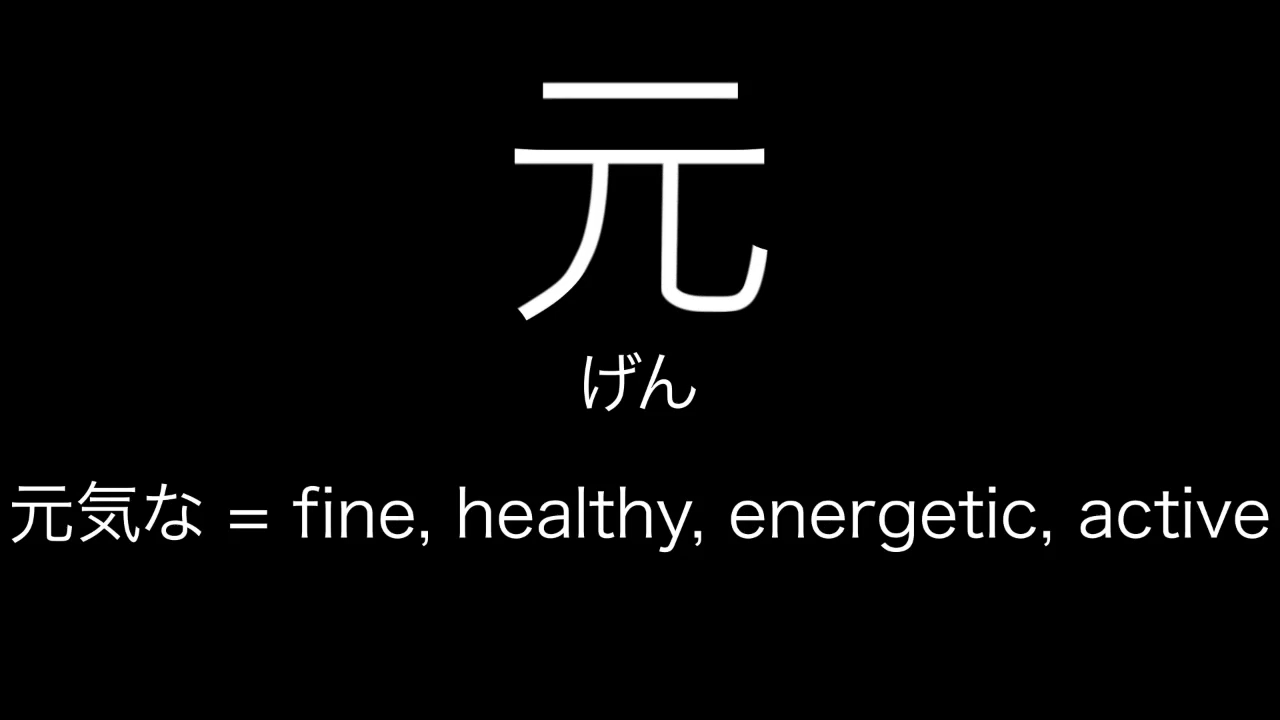 元
げん
元気な = fine, healthy, energetic, active